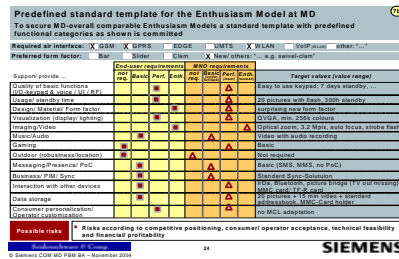 Predefined standard template for the Enthusiasm Model at MD
To secure MD-overall comparable Enthusiasm Models a standard template with predefined
functional categories as shown is committed
Required air interface: X GSM X GPRS EDGE UMTS X WLAN VoIP other: "..."
Preferred form factor: Bar Slider Clam X New/others: "... e.g. swivel-clam"
End-user requirements MNO requirements
Support/provide ... not req. Basic Perf. Enth. not req. Basic Perf. Enth. Target values (value range)
Quality of basic functions
(I/O-keypad & voice / UI / RF) Easy to use keypad; 7 days standby, ...
Usage/ standby time 20 pictures with flash, 300h standby
Design/ Material/ Form factor surprising new form factor
Visualization (display/ lighting) QVGA, min. 256k colours
Imaging/Video Optical zoom, 3.2 Mpix, auto focus, strobe flash
Music/Audio Video with audio recording
Gaming Basic
Outdoor (robustness/location) Not required
Messaging/Presence/ PoC Basic (SMS, MMS, no PoC)
Business/ PIM/ Sync Standard Sync-Solution
Interaction with other devices IrDa, Bluetooth, picture bridge (TV out missing)
MMC card/ TF-R card
Data storage 20 pictures + 15 min video + standard
addressbook, MMC-Card holder
Consumer personalization/
Operator customization no MCL adaptation
Possible risks Risks according to competitive positioning, consumer/ operator acceptance, technical feasibility
and financial/ profitability
24
SIEMENS
© Siemens COM MD PBM BA – November 2004